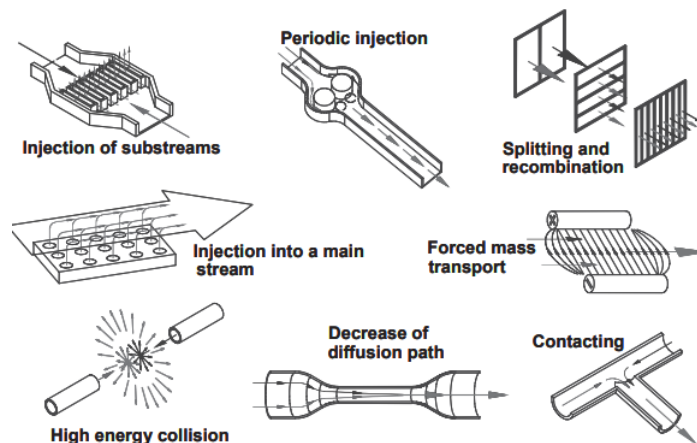 Periodic injection
Injection of substreams
Splitting and
recombination
Injection into a main
stream
Forced mass
transport
Decrease of
diffusion path
Contacting
High energy collision